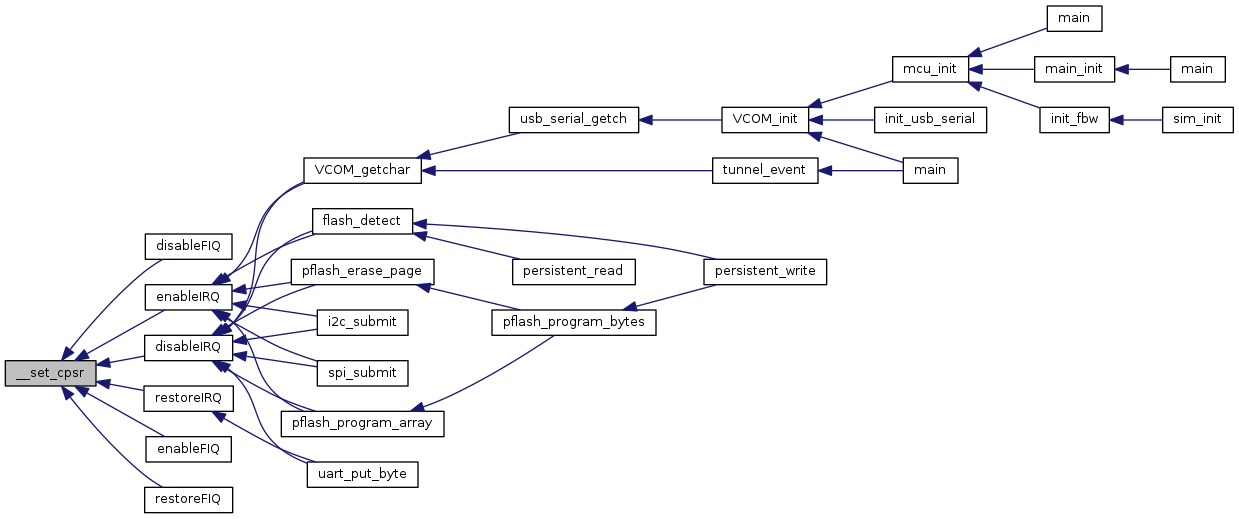 main
mcu_init
main_init
main
usb_serial_getch
VCOM_init
init_usb_serial
init_fbw
sim_init
VCOM_getchar
tunnel_event
main
flash_detect
disableFIQ
pflash_erase_page
persistent_read
persistent_write
enableIRQ
i2c_submit
pflash_program_bytes
disableIRQ
__set_cpsr
spi_submit
restoreIRQ
pflash_program_array
enableFIQ
uart_put_byte
restoreFIQ